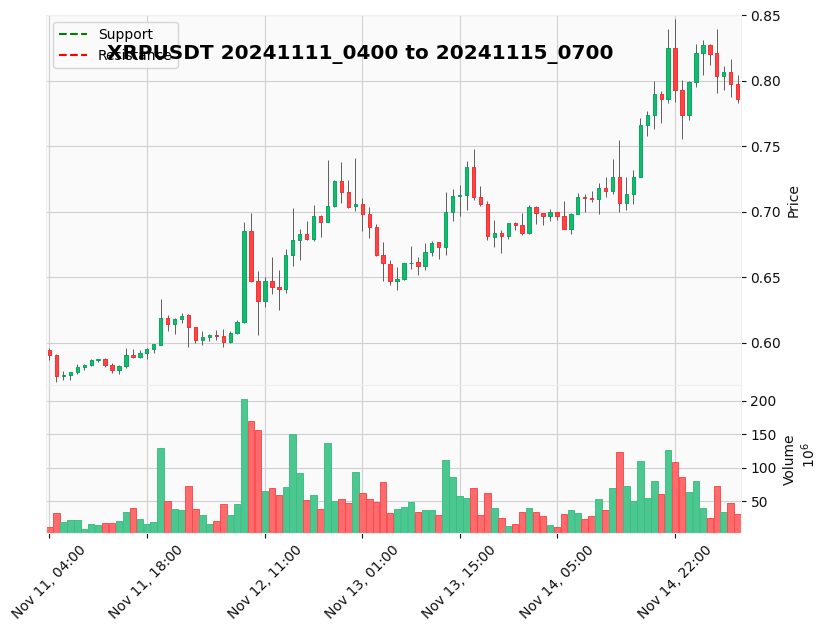 Support
Resistance
XRPUSDT 20241111_0400 to 20241115_0700
0.85
0.80
0.75
0.70
0.65
0.60
Price
200
150
100
50
Volume
10^6
Nov 11, 04:00
Nov 11, 18:00
Nov 12, 11:00
Nov 13, 01:00
Nov 13, 15:00
Nov 14, 05:00
Nov 14, 22:00